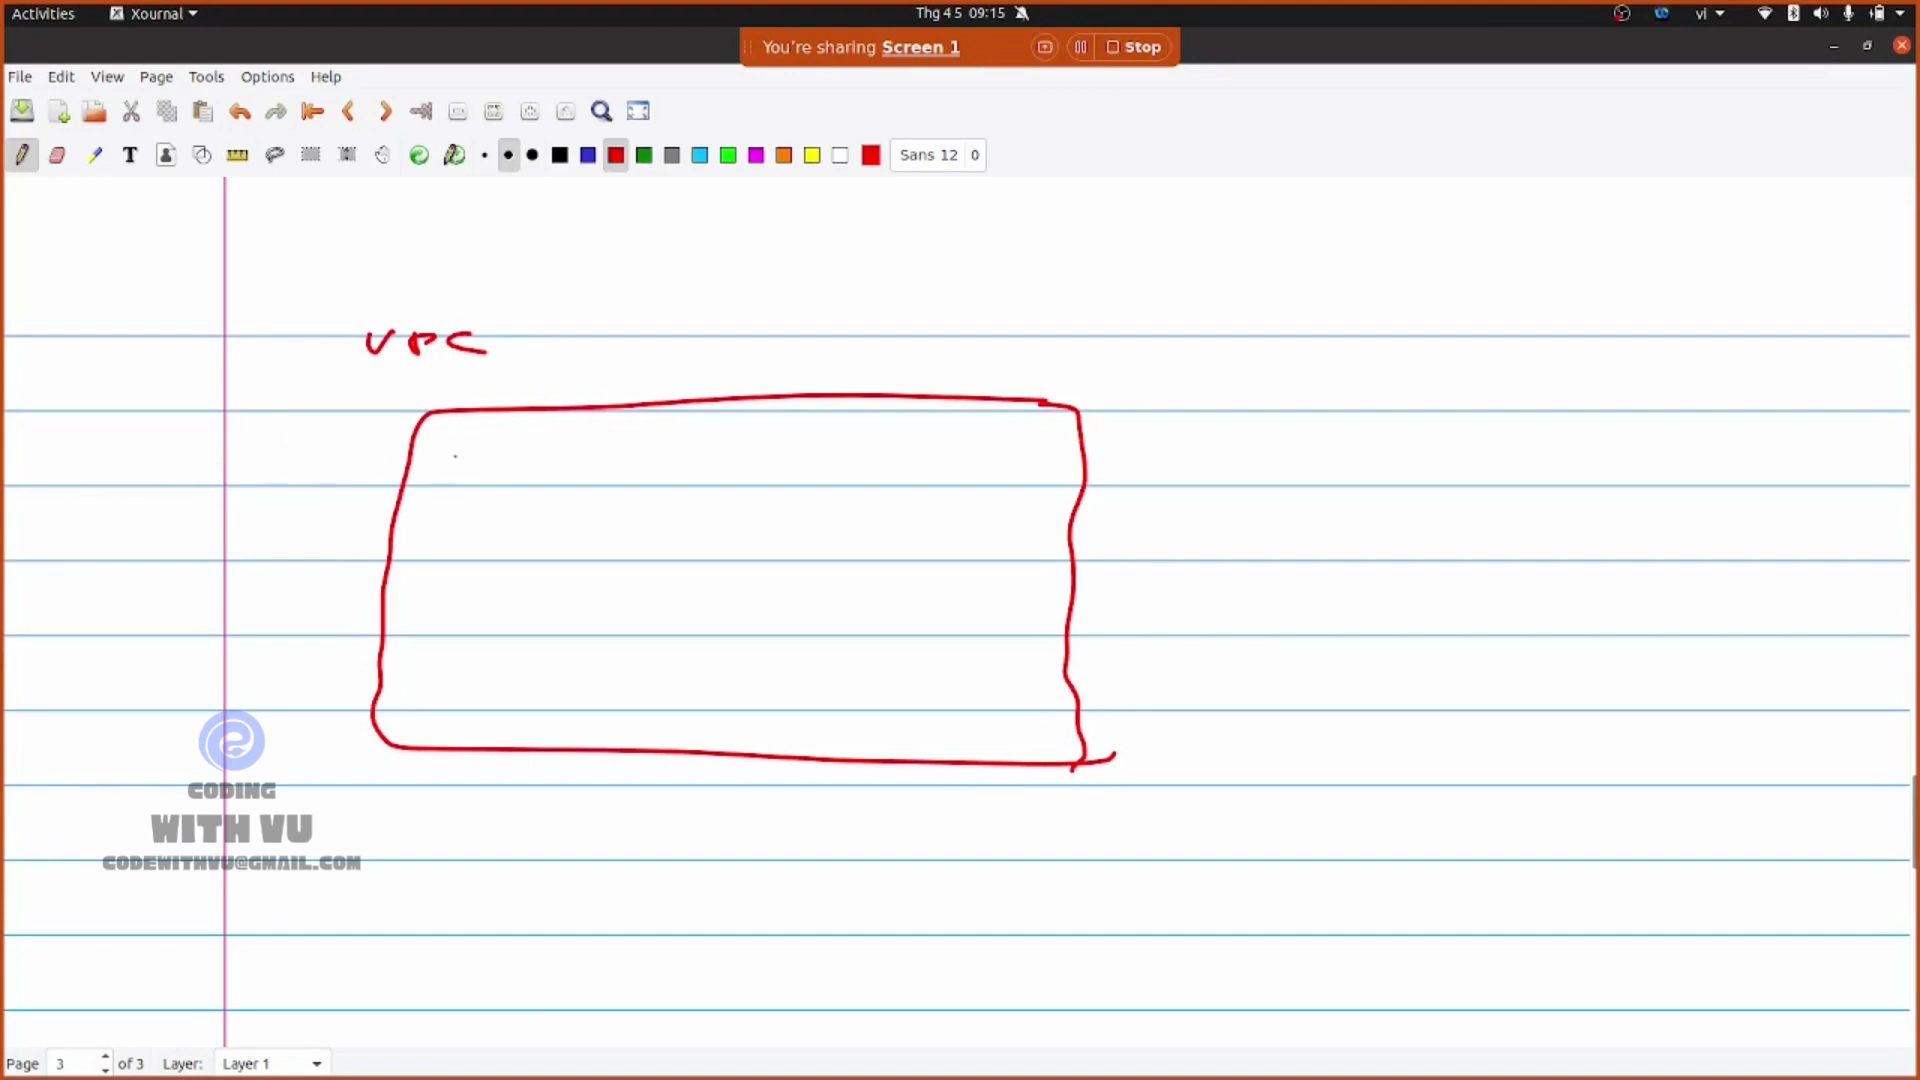 Activities Xournal Thg 4 5 09:15 vi
You're sharing Screen 1 Stop
File Edit View Page Tools Options Help
T Sans 12 0
VPC
CODING
WITH VU
CODEWITHVU@GMAIL.COM
Page 3 of 3 Layer: Layer 1